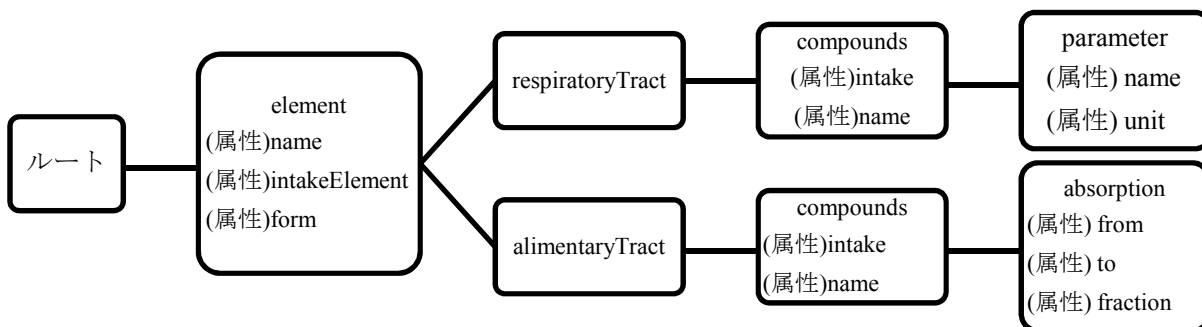 ルート
element
(属性)name
(属性)intakeElement
(属性)form
respiratoryTract
compounds
(属性)intake
(属性)name
parameter
(属性) name
(属性) unit
alimentaryTract
compounds
(属性)intake
(属性)name
absorption
(属性) from
(属性) to
(属性) fraction